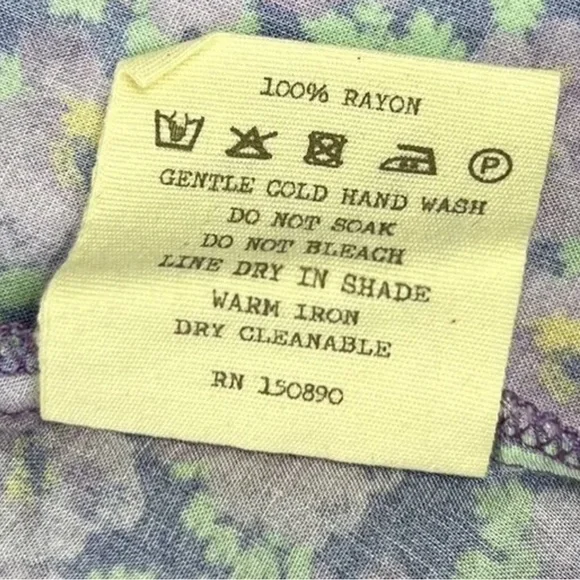 100% RAYON
P
GENTLE COLD HAND WASH
DO NOT SOAK
DO NOT BLEACH
LINE DRY IN SHADE
WARM IRON
DRY CLEANABLE
RN 150890